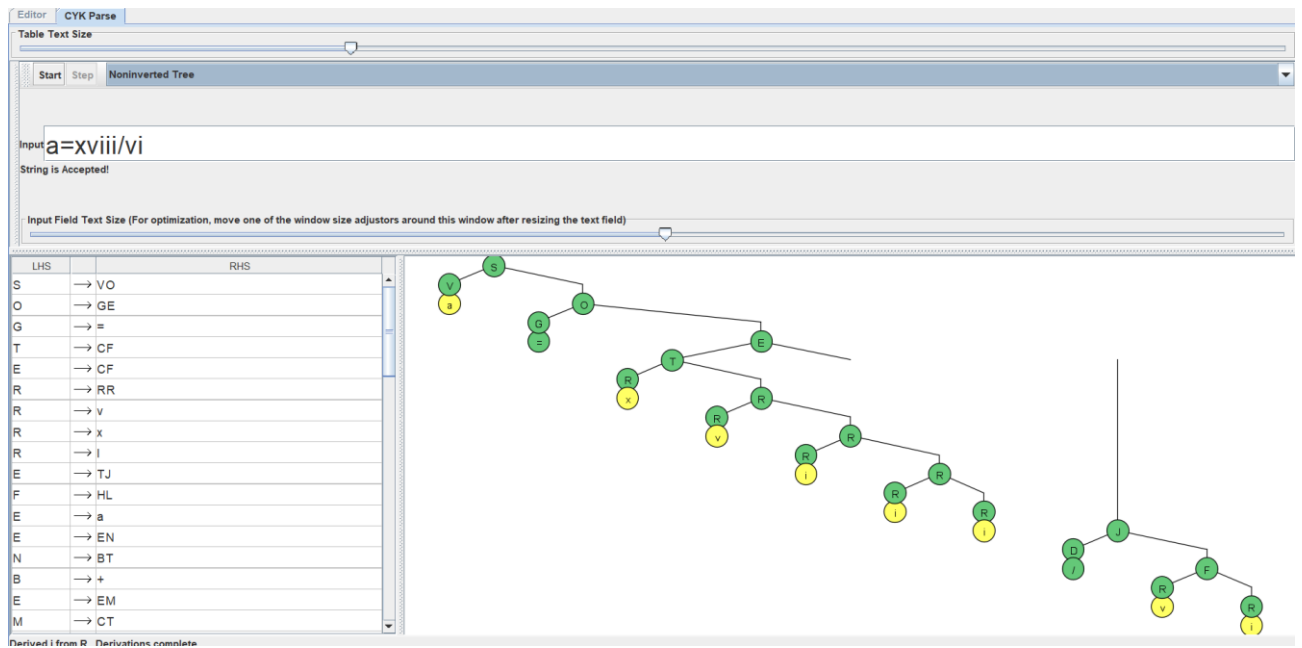 Editor CYK Parse
Table Text Size
Start Step Noninverted Tree
Input a=xviii/vi
String is Accepted!
Input Field Text Size (For optimization, move one of the window size adjustors around this window after resizing the text field)
LHS RHS
S → VO
O → GE
G → =
T → CF
E → CF
R → RR
R → v
R → x
R → l
E → TJ
F → HL
E → a
E → EN
N → BT
B → +
E → EM
M → CT
S
V
a
O
G
=
E
T
R
x
R
R
v
R
R
i
R
R
i
R
i
J
D
/
F
R
v
R
i
Derived i from R. Derivations complete